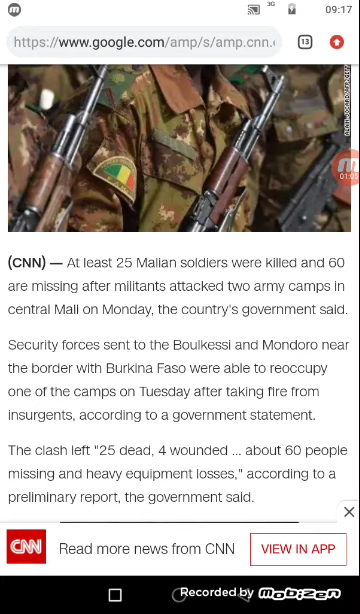 3G 09:17
https://www.google.com/amp/s/amp.cnn.c
13
01:05
(CNN) — At least 25 Malian soldiers were killed and 60
are missing after militants attacked two army camps in
central Mali on Monday, the country's government said.
Security forces sent to the Boulkessi and Mondoro near
the border with Burkina Faso were able to reoccupy
one of the camps on Tuesday after taking fire from
insurgents, according to a government statement.
The clash left "25 dead, 4 wounded ... about 60 people
missing and heavy equipment losses," according to a
preliminary report, the government said.
CNN Read more news from CNN VIEW IN APP
Recorded by Mobizen